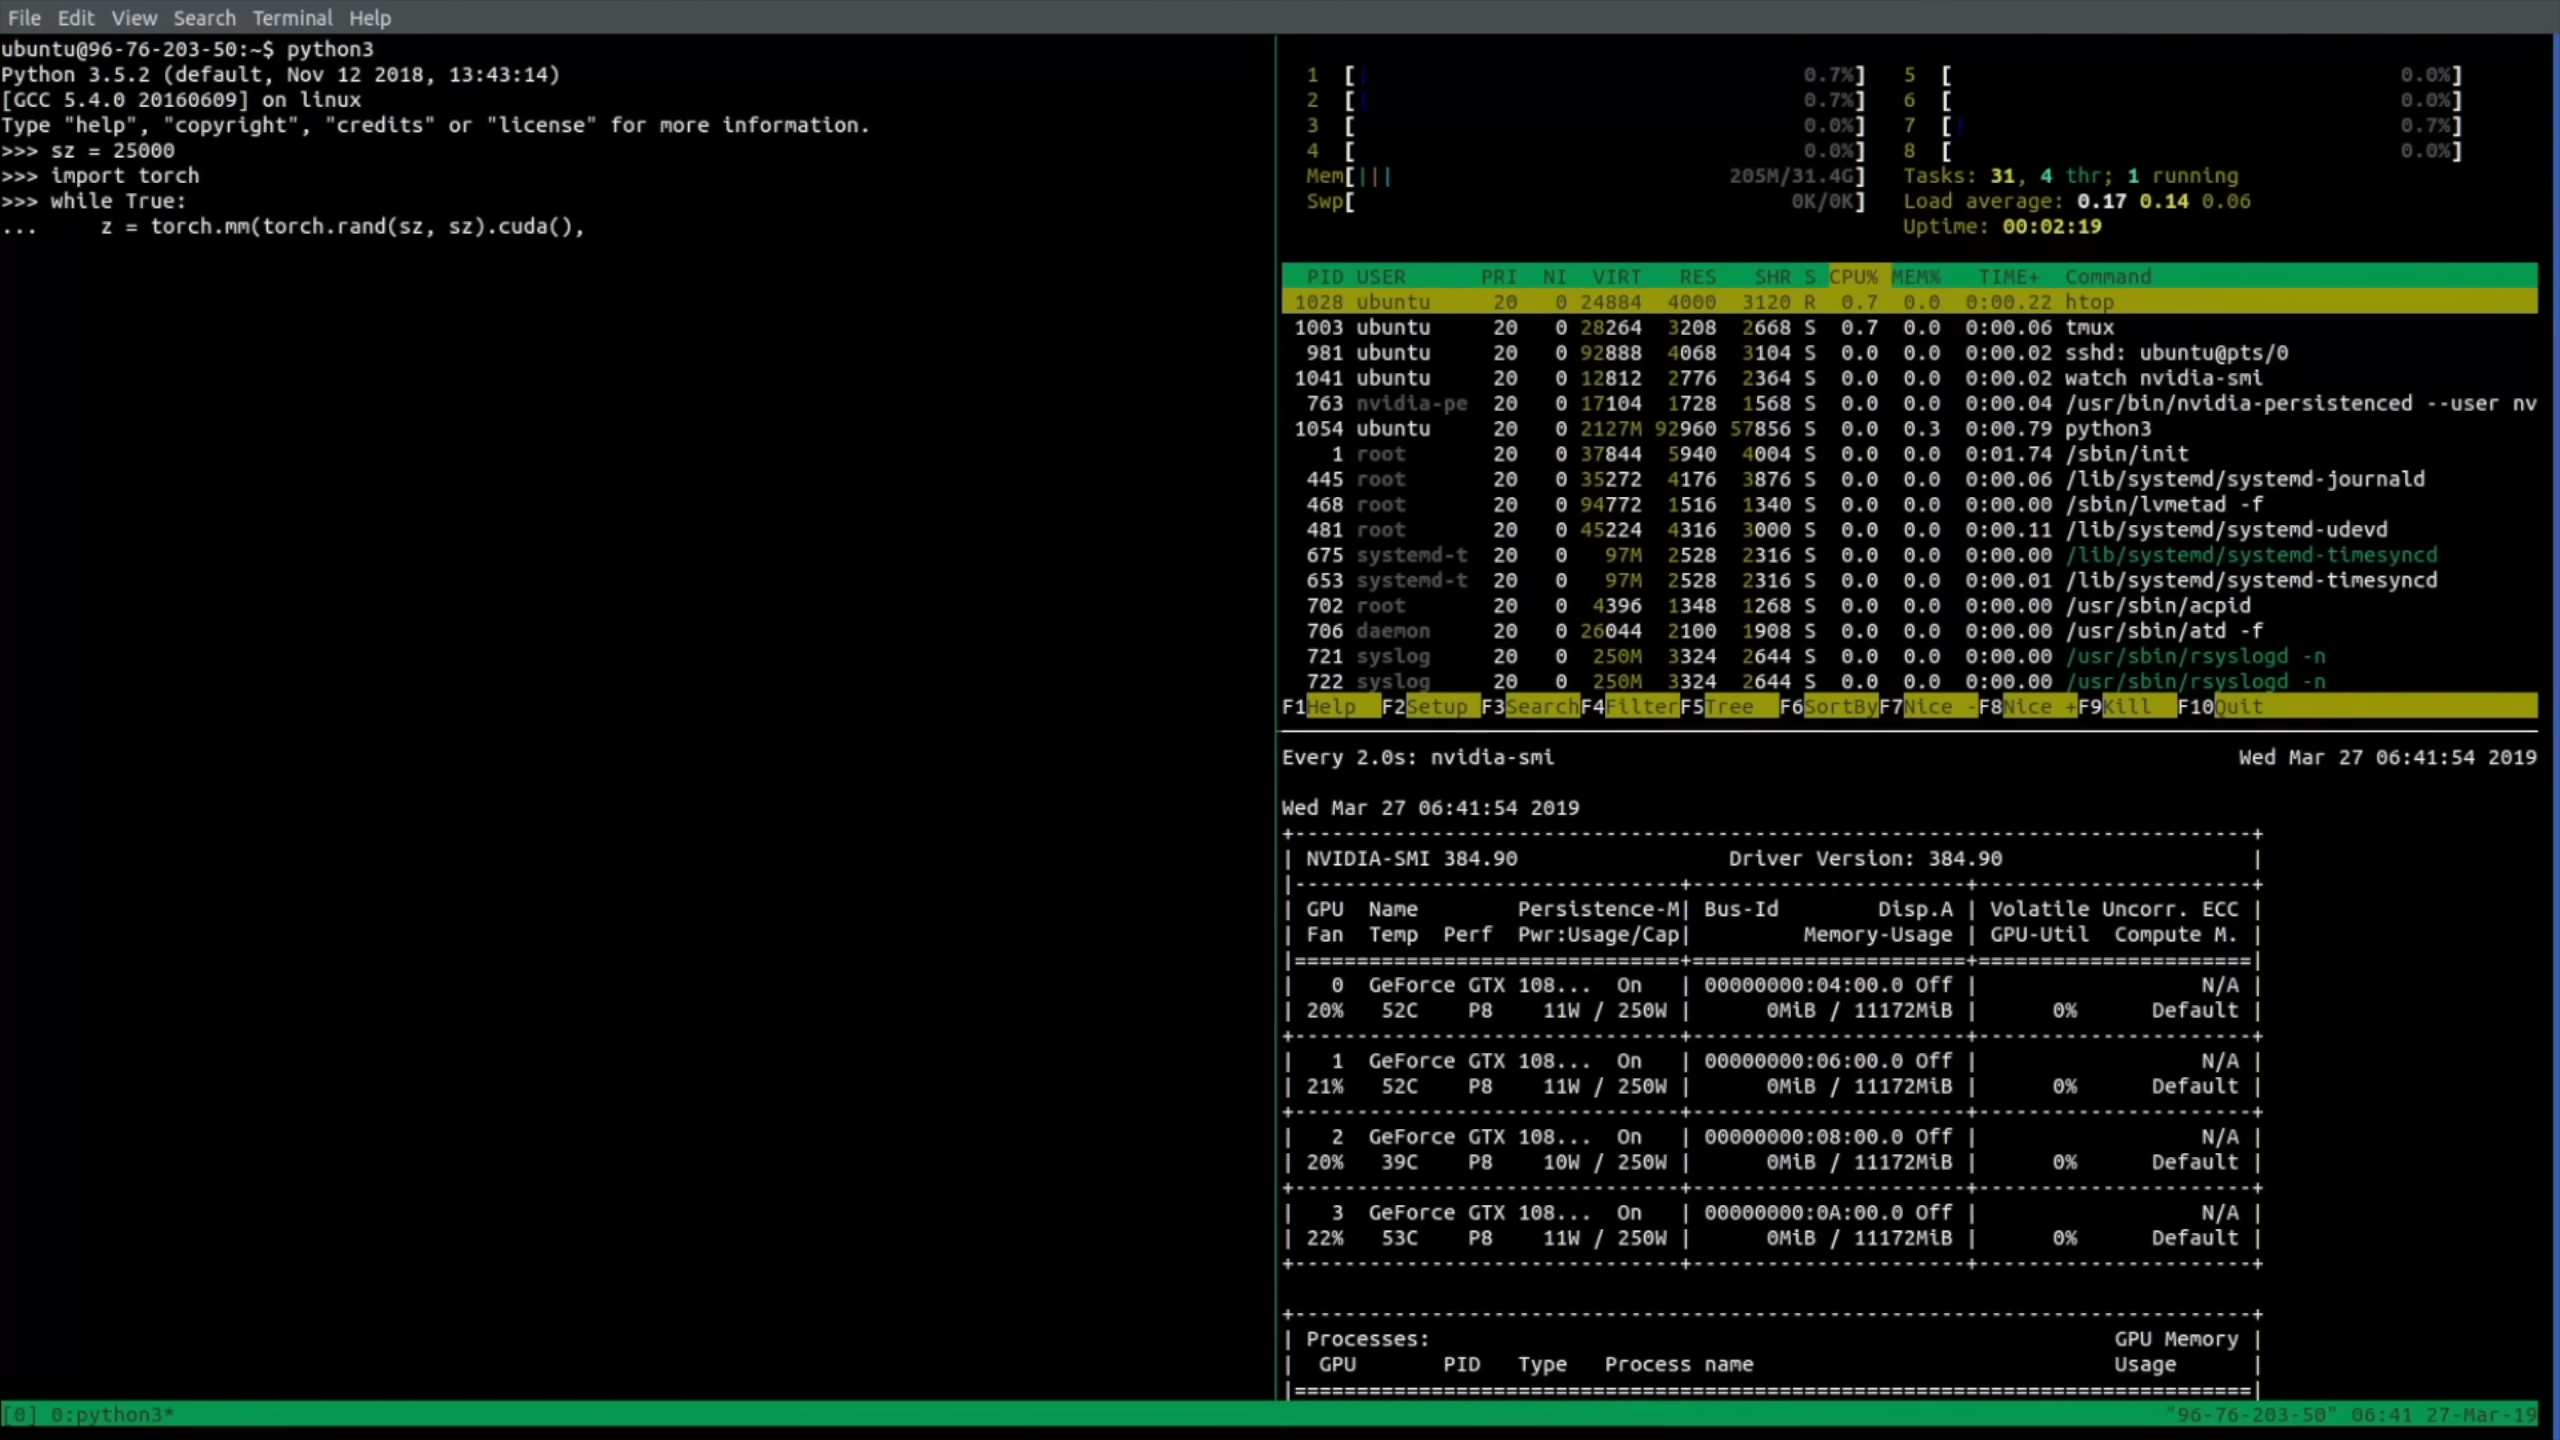 File Edit View Search Terminal Help
ubuntu@96-76-203-50:~$ python3
Python 3.5.2 (default, Nov 12 2018, 13:43:14)
[GCC 5.4.0 20160609] on linux
Type "help", "copyright", "credits" or "license" for more information.
>>> sz = 25000
>>> import torch
>>> while True:
...     z = torch.mm(torch.rand(sz, sz).cuda(),
1 [| 0.7%] 5 [ 0.0%]
2 [| 0.7%] 6 [ 0.0%]
3 [ 0.0%] 7 [| 0.7%]
4 [ 0.0%] 8 [ 0.0%]
Mem[||| 205M/31.4G] Tasks: 31, 4 thr; 1 running
Swp[ 0K/0K] Load average: 0.17 0.14 0.06
Uptime: 00:02:19
PID USER PRI NI VIRT RES SHR S CPU% MEM% TIME+ Command
1028 ubuntu 20 0 24884 4000 3120 R 0.7 0.0 0:00.22 htop
1003 ubuntu 20 0 28264 3208 2668 S 0.7 0.0 0:00.06 tmux
981 ubuntu 20 0 92888 4068 3104 S 0.0 0.0 0:00.02 sshd: ubuntu@pts/0
1041 ubuntu 20 0 12812 2776 2364 S 0.0 0.0 0:00.02 watch nvidia-smi
763 nvidia-pe 20 0 17104 1728 1568 S 0.0 0.0 0:00.04 /usr/bin/nvidia-persistenced --user nv
1054 ubuntu 20 0 2127M 92960 57856 S 0.0 0.3 0:00.79 python3
1 root 20 0 37844 5940 4004 S 0.0 0.0 0:01.74 /sbin/init
445 root 20 0 35272 4176 3876 S 0.0 0.0 0:00.06 /lib/systemd/systemd-journald
468 root 20 0 94772 1516 1340 S 0.0 0.0 0:00.00 /sbin/lvmetad -f
481 root 20 0 45224 4316 3000 S 0.0 0.0 0:00.11 /lib/systemd/systemd-udevd
675 systemd-t 20 0 97M 2528 2316 S 0.0 0.0 0:00.00 /lib/systemd/systemd-timesyncd
653 systemd-t 20 0 97M 2528 2316 S 0.0 0.0 0:00.01 /lib/systemd/systemd-timesyncd
702 root 20 0 4396 1348 1268 S 0.0 0.0 0:00.00 /usr/sbin/acpid
706 daemon 20 0 26044 2100 1908 S 0.0 0.0 0:00.00 /usr/sbin/atd -f
721 syslog 20 0 250M 3324 2644 S 0.0 0.0 0:00.00 /usr/sbin/rsyslogd -n
722 syslog 20 0 250M 3324 2644 S 0.0 0.0 0:00.00 /usr/sbin/rsyslogd -n
F1Help F2Setup F3SearchF4FilterF5Tree F6SortByF7Nice -F8Nice +F9Kill F10Quit
Every 2.0s: nvidia-smi Wed Mar 27 06:41:54 2019
Wed Mar 27 06:41:54 2019
+-----------------------------------------------------------------------------+
| NVIDIA-SMI 384.90                 Driver Version: 384.90                    |
|-------------------------------+----------------------+----------------------+
| GPU  Name        Persistence-M| Bus-Id        Disp.A | Volatile Uncorr. ECC |
| Fan  Temp  Perf  Pwr:Usage/Cap|         Memory-Usage | GPU-Util  Compute M. |
|===============================+======================+======================|
|   0  GeForce GTX 108...  On   | 00000000:04:00.0 Off |                  N/A |
| 20%   52C    P8    11W / 250W |      0MiB / 11172MiB |      0%      Default |
+-------------------------------+----------------------+----------------------+
|   1  GeForce GTX 108...  On   | 00000000:06:00.0 Off |                  N/A |
| 21%   52C    P8    11W / 250W |      0MiB / 11172MiB |      0%      Default |
+-------------------------------+----------------------+----------------------+
|   2  GeForce GTX 108...  On   | 00000000:08:00.0 Off |                  N/A |
| 20%   39C    P8    10W / 250W |      0MiB / 11172MiB |      0%      Default |
+-------------------------------+----------------------+----------------------+
|   3  GeForce GTX 108...  On   | 00000000:0A:00.0 Off |                  N/A |
| 22%   53C    P8    11W / 250W |      0MiB / 11172MiB |      0%      Default |
+-------------------------------+----------------------+----------------------+
+-----------------------------------------------------------------------------+
| Processes:                                                       GPU Memory |
|  GPU       PID   Type   Process name                             Usage      |
|=============================================================================|
[0] 0:python3* "96-76-203-50" 06:41 27-Mar-19